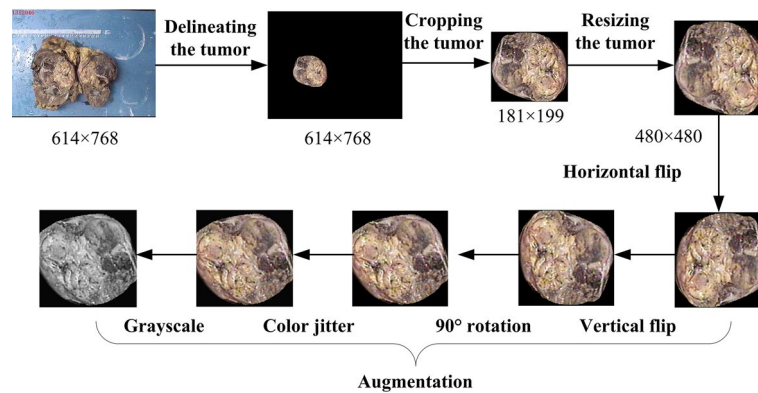 Delineating
the tumor
Cropping
the tumor
Resizing
the tumor
614×768
614×768
181×199
480×480
Horizontal flip
Grayscale
Color jitter
90° rotation
Vertical flip
Augmentation